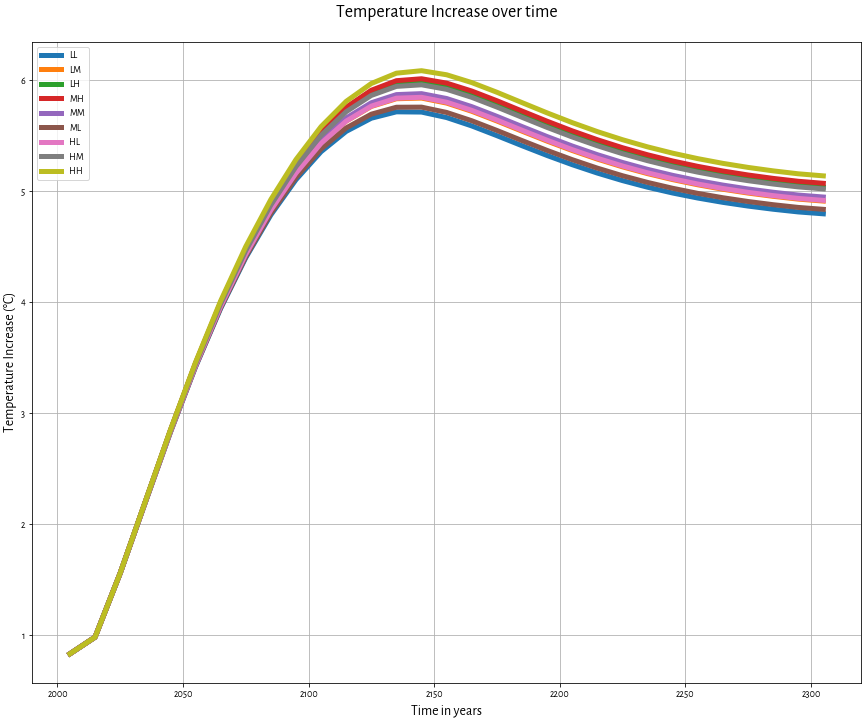 Temperature Increase over time
LL
LM
LH
MH
MM
ML
HL
HM
HH
Temperature Increase (°C)
6
5
4
3
2
1
2000 2050 2100 2150 2200 2250 2300
Time in years